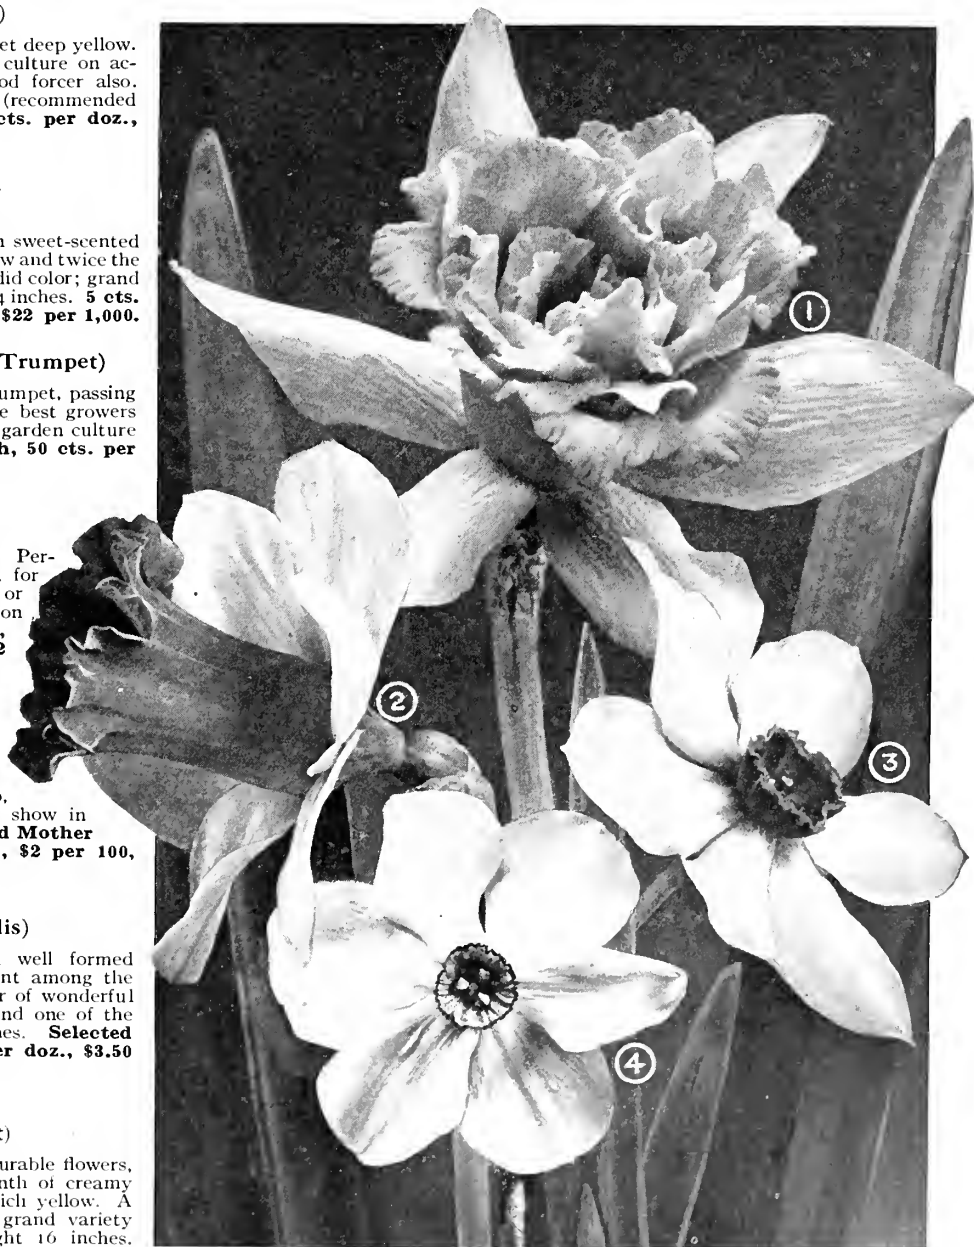 )
et deep yellow.
culture on ac-
od forcer also.
(recommended
cts. per doz.,
n sweet-scented
w and twice the
did color; grand
4 inches. 5 cts.
$22 per 1,000.
Trumpet)
umpet, passing
e best growers
garden culture
h, 50 cts. per
Per-
for
or
on
2
show in
d Mother
, $2 per 100,
lis)
well formed
nt among the
r of wonderful
nd one of the
nes. Selected
er doz., $3.50
t)
urable flowers,
nth of creamy
ich yellow. A
grand variety
ght 16 inches.
1
2
3
4